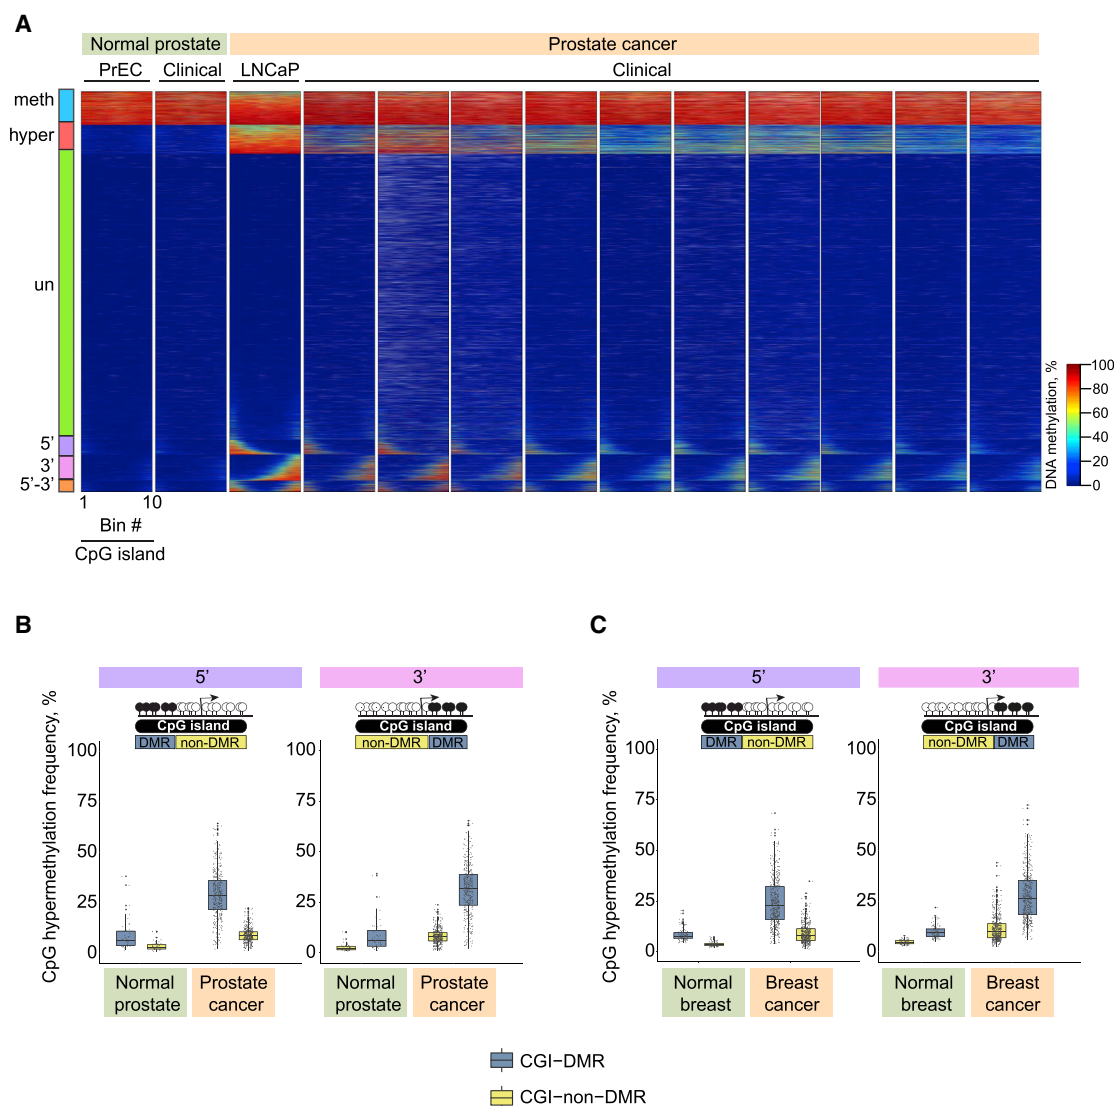 A
Normal prostate
Prostate cancer
PrEC
Clinical
LNCaP
Clinical
meth
hyper
un
5’
3’
5’-3’
1
10
Bin #
CpG island
DNA methylation, %
100
80
60
40
20
0
B
5’
3’
CpG hypermethylation frequency, %
CpG island
DMR
non-DMR
CpG island
non-DMR
DMR
100
75
50
25
0
100
75
50
25
0
Normal
prostate
Prostate
cancer
Normal
prostate
Prostate
cancer
C
5’
3’
CpG hypermethylation frequency, %
CpG island
DMR
non-DMR
CpG island
non-DMR
DMR
100
75
50
25
0
100
75
50
25
0
Normal
breast
Breast
cancer
Normal
breast
Breast
cancer
CGI−DMR
CGI−non−DMR